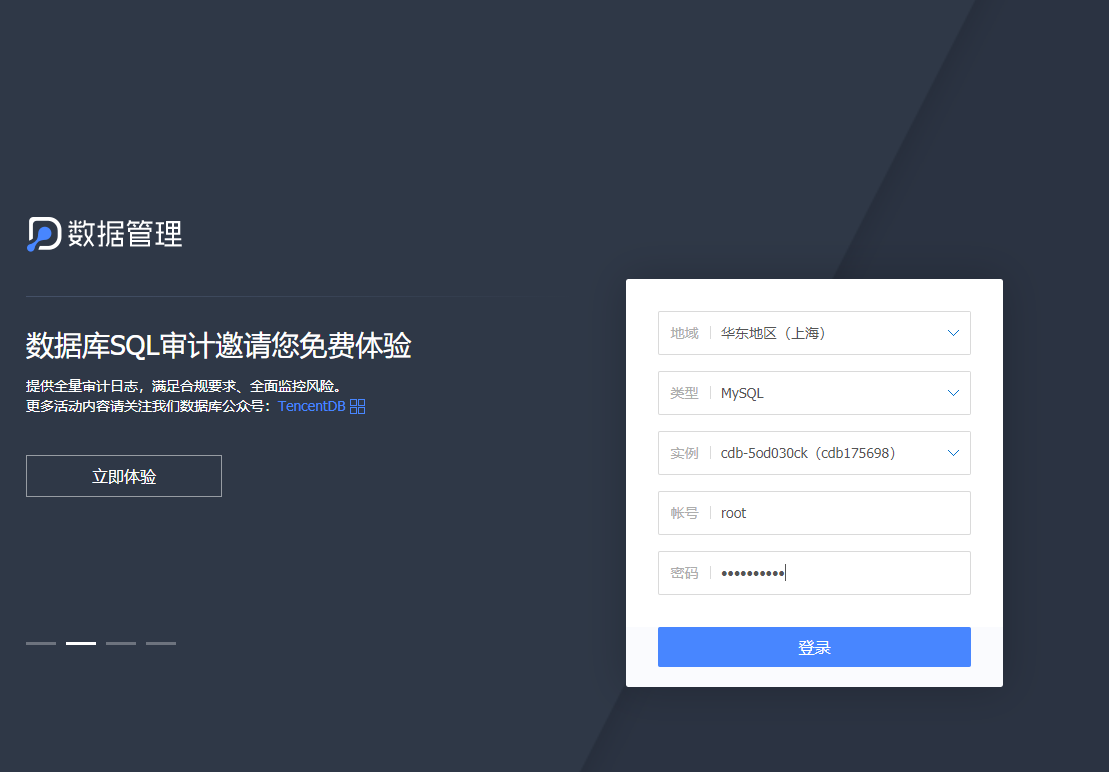 数据管理
数据库SQL审计邀请您免费体验
提供全量审计日志，满足合规要求、全面监控风险。
更多活动内容请关注我们数据库公众号：TencentDB
立即体验
地域 华东地区（上海）
类型 MySQL
实例 cdb-5od030ck（cdb175698）
帐号 root
密码 ••••••••••
登录